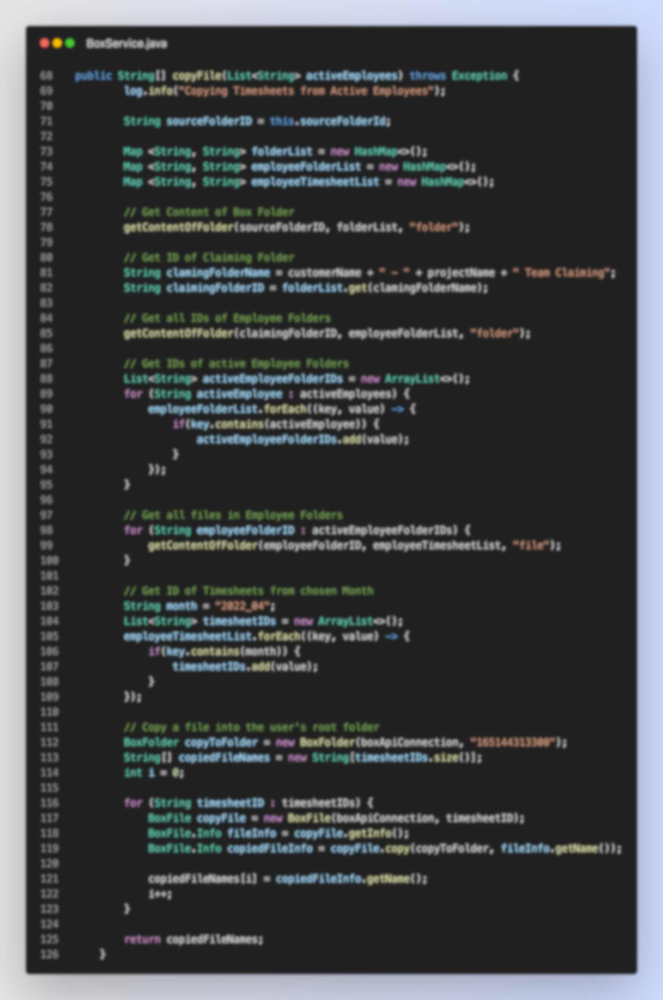 BoxService.java
68 public String[] copyFile(List<String> activeEmployees) throws Exception {
69 log.info("Copying Timesheets from Active Employees");
70
71 String sourceFolderID = this.sourceFolderId;
72
73 Map <String, String> folderList = new HashMap<>();
74 Map <String, String> employeeFolderList = new HashMap<>();
75 Map <String, String> employeeTimesheetList = new HashMap<>();
76
77 // Get Content of Box Folder
78 getContentOfFolder(sourceFolderID, folderList, "folder");
79
80 // Get ID of Claiming Folder
81 String clamingFolderName = customerName + " – " + projectName + " Team Claiming";
82 String claimingFolderID = folderList.get(clamingFolderName);
83
84 // Get all IDs of Employee Folders
85 getContentOfFolder(claimingFolderID, employeeFolderList, "folder");
86
87 // Get IDs of active Employee Folders
88 List<String> activeEmployeeFolderIDs = new ArrayList<>();
89 for (String activeEmployee : activeEmployees) {
90 employeeFolderList.forEach((key, value) -> {
91 if(key.contains(activeEmployee)) {
92 activeEmployeeFolderIDs.add(value);
93 }
94 });
95 }
96
97 // Get all files in Employee Folders
98 for (String employeeFolderID : activeEmployeeFolderIDs) {
99 getContentOfFolder(employeeFolderID, employeeTimesheetList, "file");
100 }
101
102 // Get ID of Timesheets from chosen Month
103 String month = "2022_04";
104 List<String> timesheetIDs = new ArrayList<>();
105 employeeTimesheetList.forEach((key, value) -> {
106 if(key.contains(month)) {
107 timesheetIDs.add(value);
108 }
109 });
110
111 // Copy a file into the user's root folder
112 BoxFolder copyToFolder = new BoxFolder(boxApiConnection, "165144313300");
113 String[] copiedFileNames = new String[timesheetIDs.size()];
114 int i = 0;
115
116 for (String timesheetID : timesheetIDs) {
117 BoxFile copyFile = new BoxFile(boxApiConnection, timesheetID);
118 BoxFile.Info fileInfo = copyFile.getInfo();
119 BoxFile.Info copiedFileInfo = copyFile.copy(copyToFolder, fileInfo.getName());
120
121 copiedFileNames[i] = copiedFileInfo.getName();
122 i++;
123 }
124
125 return copiedFileNames;
126 }